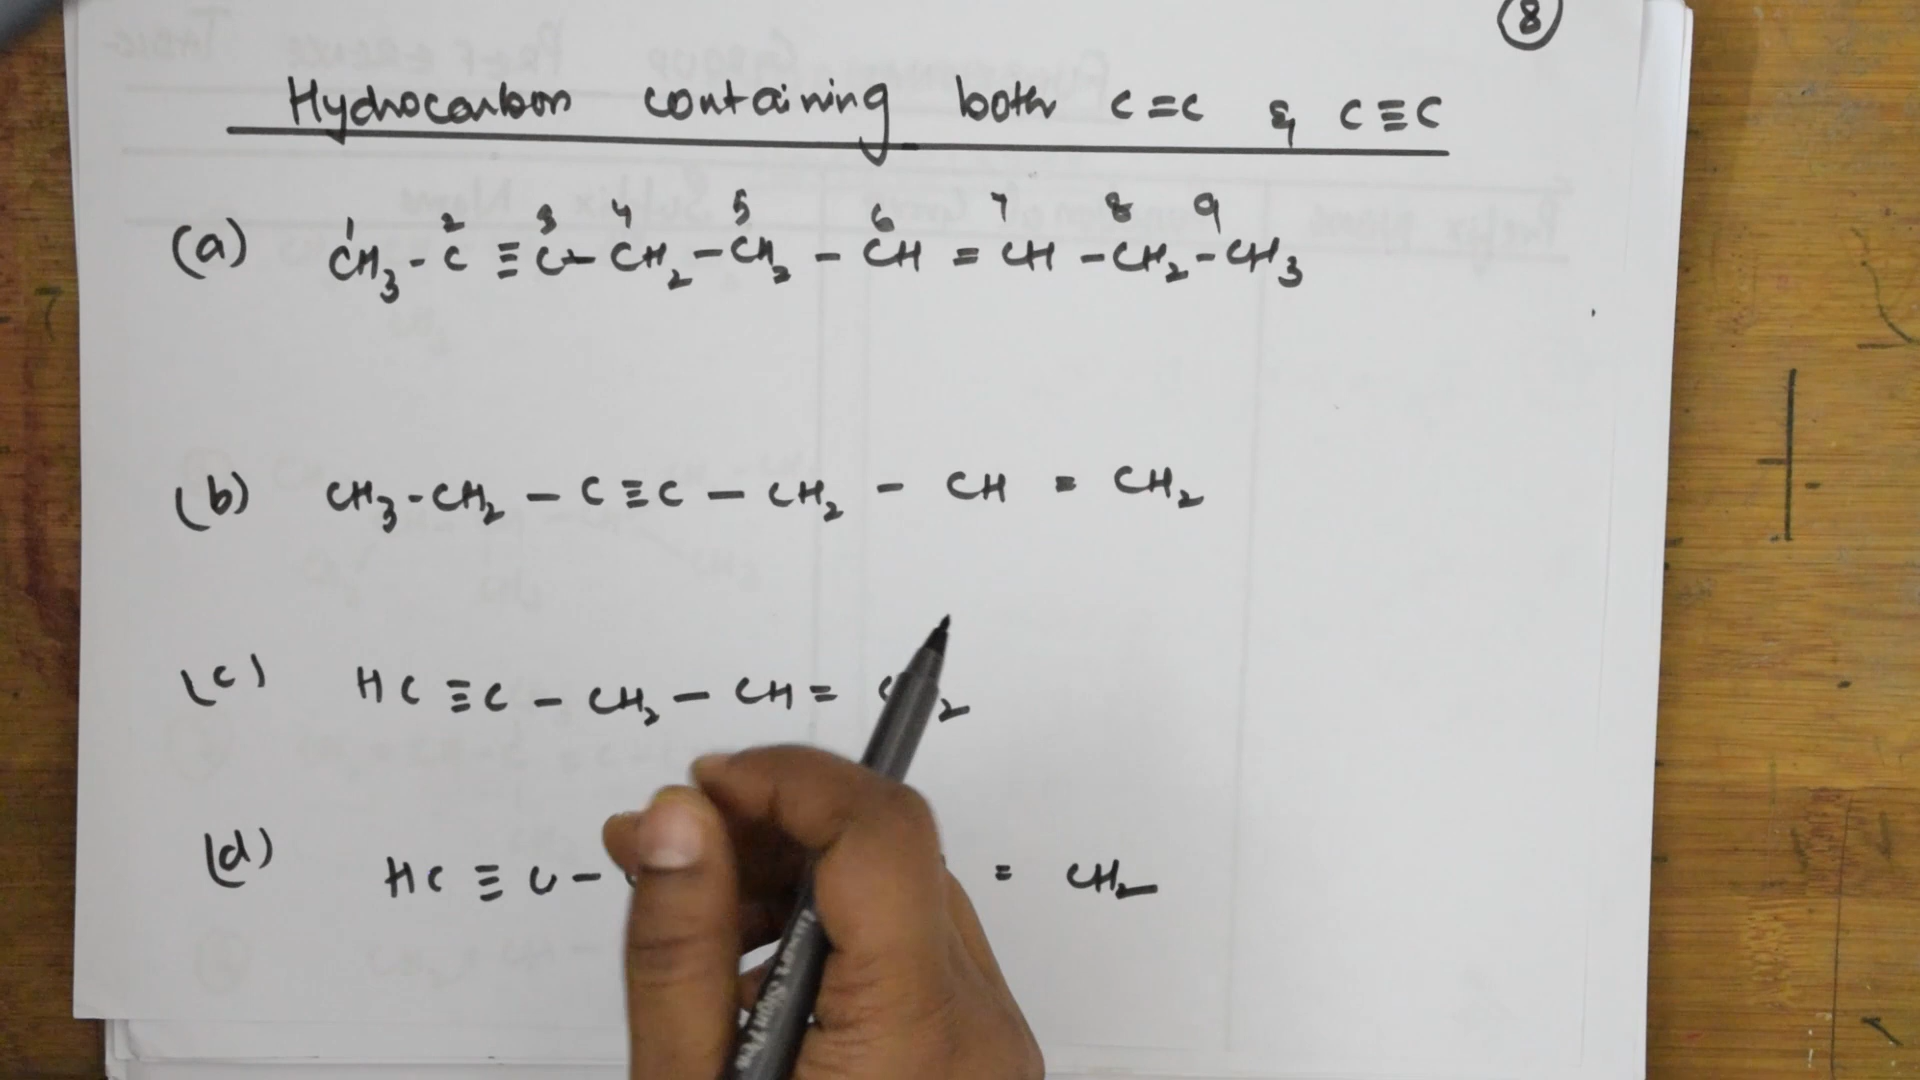 8
Hydrocarbon containing both C=C & C≡C
1 2 3 4 5 6 7 8 9
(a) CH₃-C≡C-CH₂-CH₂-CH=CH-CH₂-CH₃
(b) CH₃-CH₂-C≡C-CH₂-CH=CH₂
(c) HC≡C-CH₂-CH=
(d) HC≡C- = CH₂